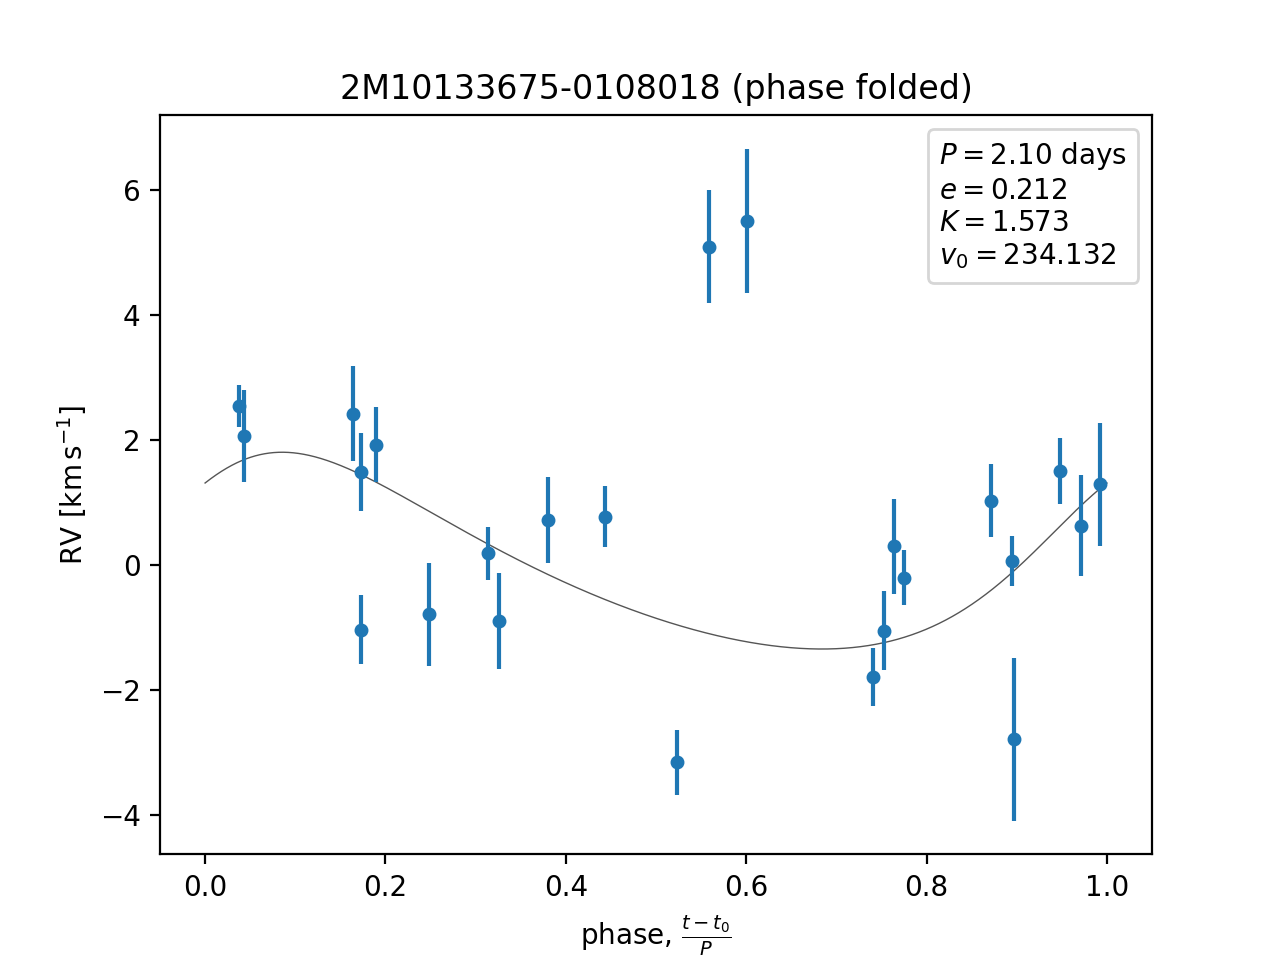 2M10133675-0108018 (phase folded)
P = 2.10 days
e = 0.212
K = 1.573
v₀ = 234.132
RV [km s⁻¹]
6
4
2
0
−2
−4
0.0 0.2 0.4 0.6 0.8 1.0
phase, (t − t₀)/P